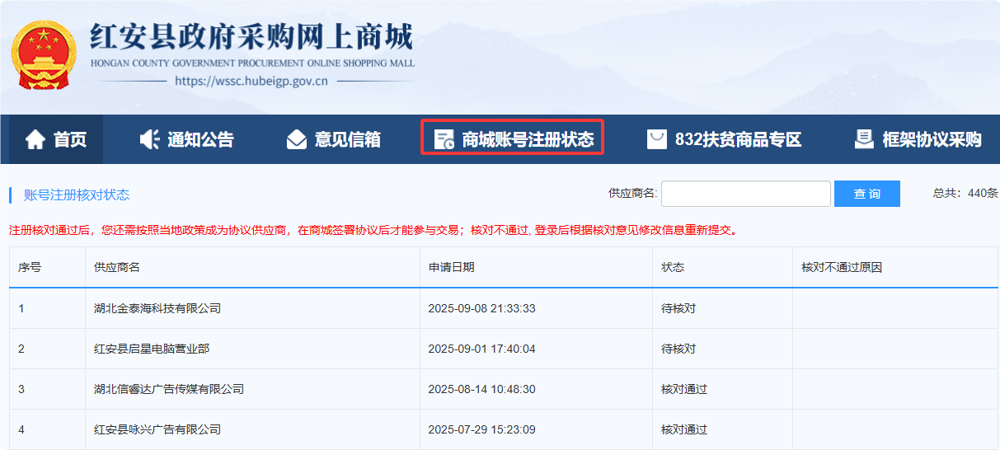 红安县政府采购网上商城
HONGAN COUNTY GOVERNMENT PROCUREMENT ONLINE SHOPPING MALL
https://wssc.hubeigp.gov.cn
首页 通知公告 意见信箱 商城账号注册状态 832扶贫商品专区 框架协议采购
账号注册核对状态 供应商名: 查 询 总共：440条
注册核对通过后，您还需按照当地政策成为协议供应商，在商城签署协议后才能参与交易；核对不通过, 登录后根据核对意见修改信息重新提交。
序号 供应商名 申请日期 状态 核对不通过原因
1 湖北金泰海科技有限公司 2025-09-08 21:33:33 待核对
2 红安县启星电脑营业部 2025-09-01 17:40:04 待核对
3 湖北信睿达广告传媒有限公司 2025-08-14 10:48:30 核对通过
4 红安县咏兴广告有限公司 2025-07-29 15:23:09 核对通过